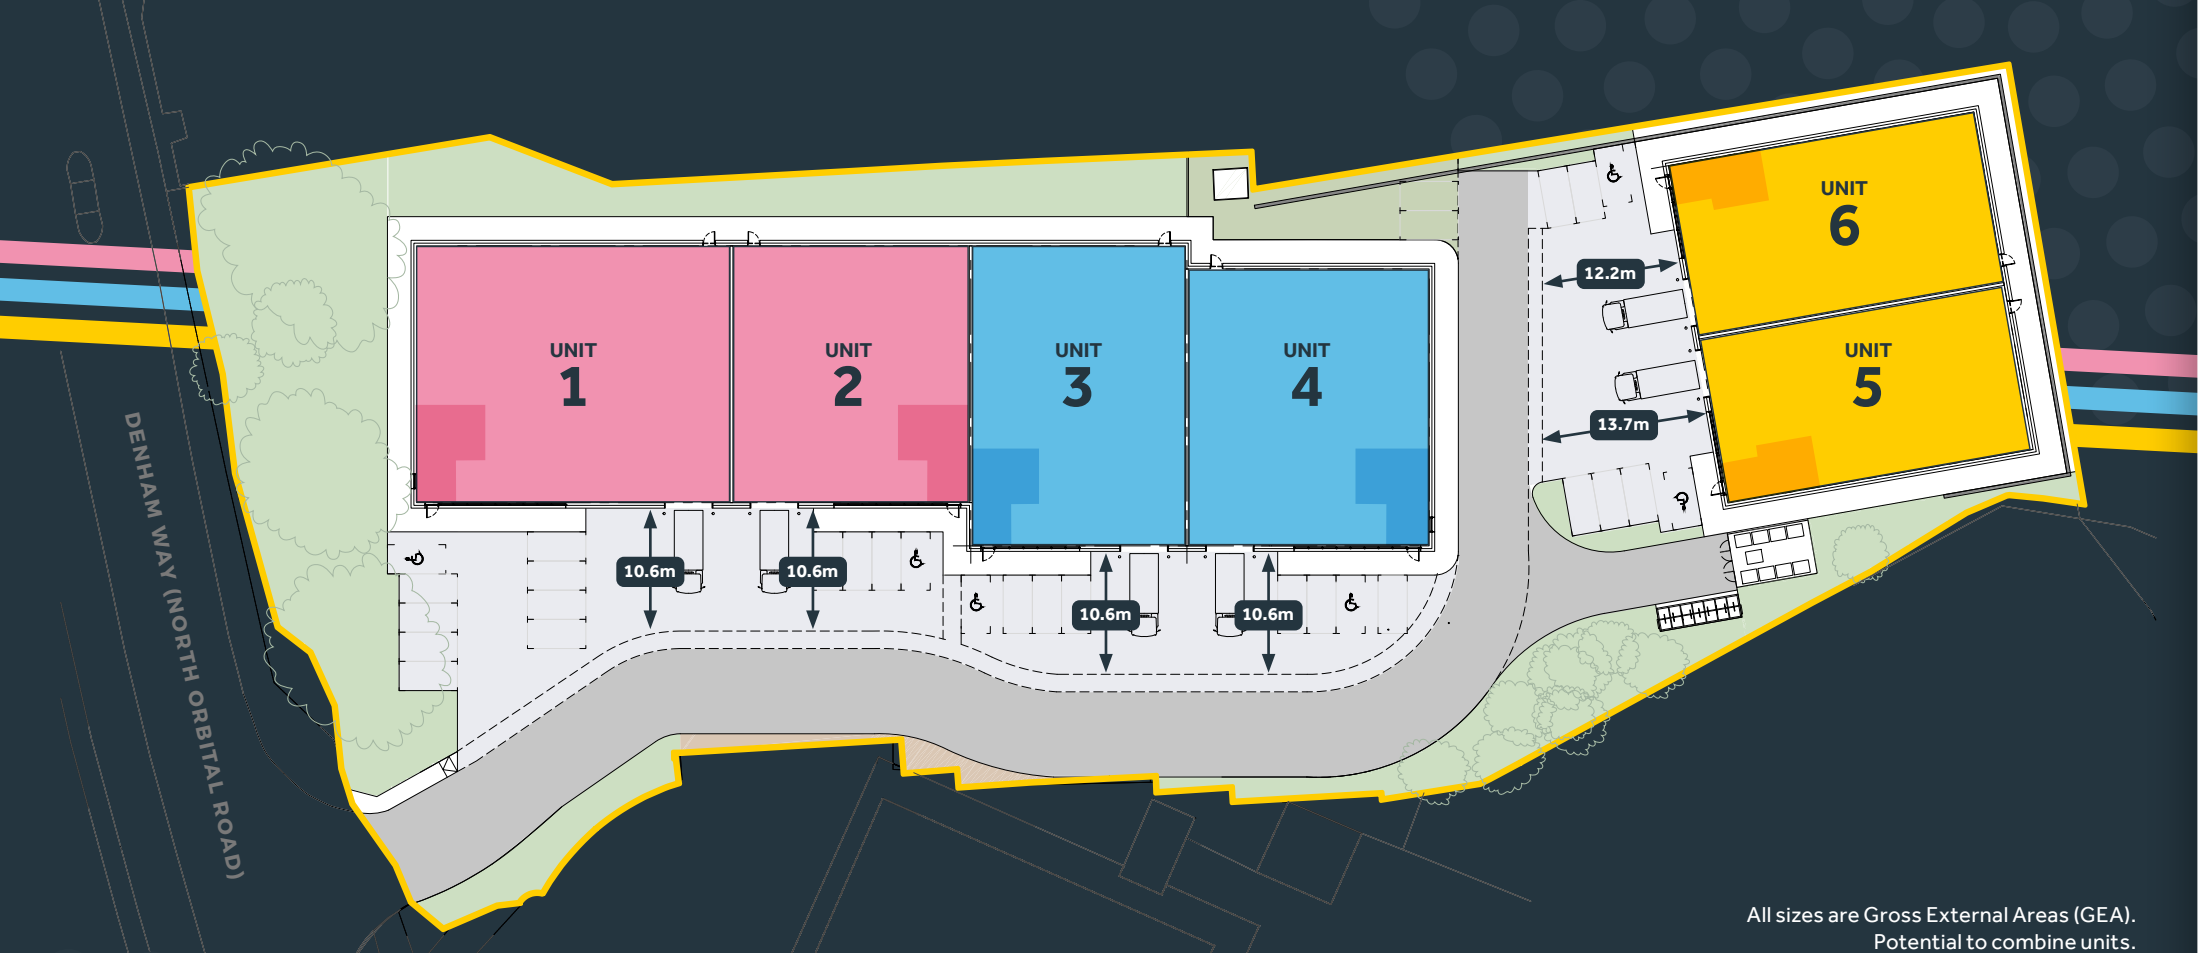 UNIT
1
UNIT
2
UNIT
3
UNIT
4
UNIT
6
UNIT
5
12.2m
13.7m
10.6m
10.6m
10.6m
10.6m
DENHAM WAY (NORTH ORBITAL ROAD)
All sizes are Gross External Areas (GEA).
Potential to combine units.